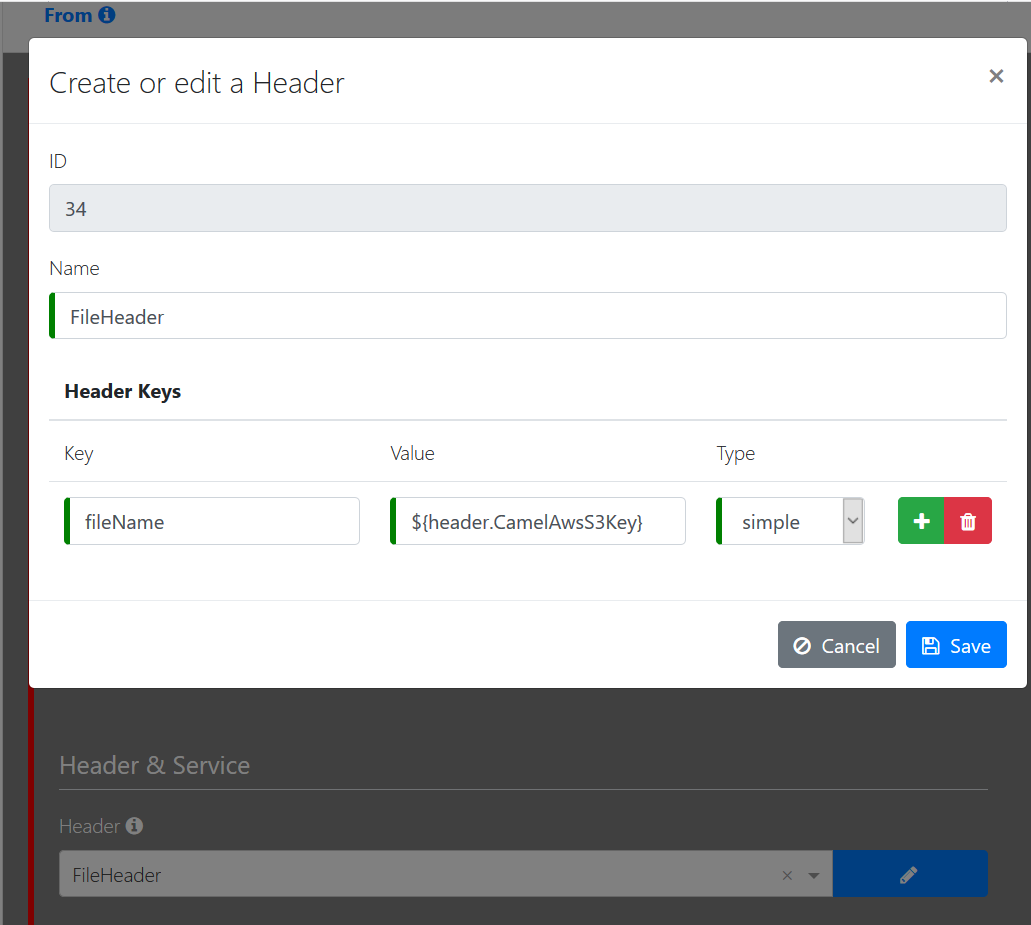 From
Create or edit a Header
ID
34
Name
FileHeader
Header Keys
Key Value Type
fileName ${header.CamelAwsS3Key} simple
Cancel Save
Header & Service
Header
FileHeader